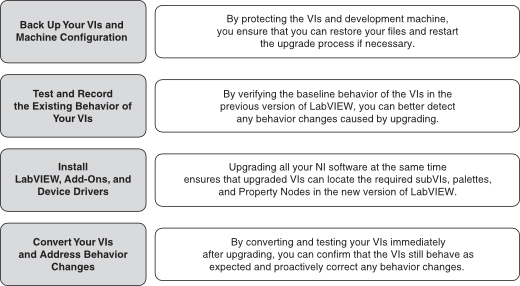 Back Up Your VIs and
Machine Configuration
By protecting the VIs and development machine,
you ensure that you can restore your files and restart
the upgrade process if necessary.
Test and Record
the Existing Behavior of
Your VIs
By verifying the baseline behavior of the VIs in the
previous version of LabVIEW, you can better detect
any behavior changes caused by upgrading.
Install
LabVIEW, Add-Ons, and
Device Drivers
Upgrading all your NI software at the same time
ensures that upgraded VIs can locate the required subVIs, palettes,
and Property Nodes in the new version of LabVIEW.
Convert Your VIs
and Address Behavior
Changes
By converting and testing your VIs immediately
after upgrading, you can confirm that the VIs still behave as
expected and proactively correct any behavior changes.